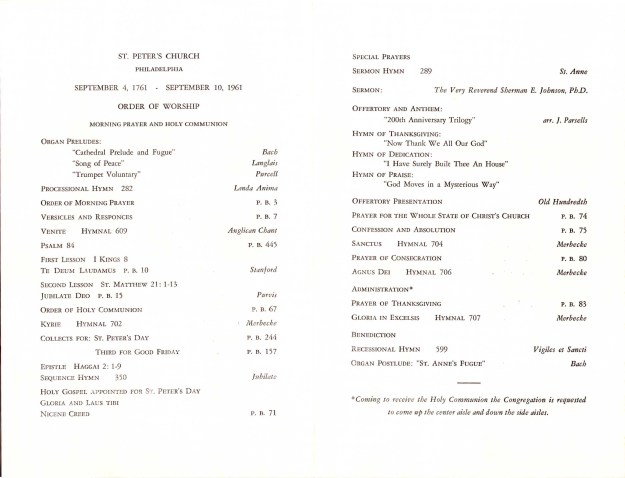 ST. PETER'S CHURCH
PHILADELPHIA
SEPTEMBER 4, 1761 - SEPTEMBER 10, 1961
ORDER OF WORSHIP
MORNING PRAYER AND HOLY COMMUNION
ORGAN PRELUDES:
"Cathedral Prelude and Fugue" Bach
"Song of Peace" Langlais
"Trumpet Voluntary" Purcell
PROCESSIONAL HYMN 282 Lauda Anima
ORDER OF MORNING PRAYER P. B. 3
VERSICLES AND RESPONCES P. B. 7
VENITE HYMNAL 609 Anglican Chant
PSALM 84 P. B. 445
FIRST LESSON I KINGS 8
TE DEUM LAUDAMUS P. B. 10 Stanford
SECOND LESSON ST. MATTHEW 21: 1-13
JUBILATE DEO P. B. 15 Purvis
ORDER OF HOLY COMMUNION P. B. 67
KYRIE HYMNAL 702 Merbecke
COLLECTS FOR: ST. PETER'S DAY P. B. 244
THIRD FOR GOOD FRIDAY P. B. 157
EPISTLE HAGGAI 2: 1-9
SEQUENCE HYMN 350 Jubilate
HOLY GOSPEL APPOINTED FOR ST. PETER'S DAY
GLORIA AND LAUS TIBI
NICENE CREED P. B. 71
SPECIAL PRAYERS
SERMON HYMN 289 St. Anne
SERMON: The Very Reverend Sherman E. Johnson, Ph.D.
OFFERTORY AND ANTHEM:
"200th Anniversary Trilogy" arr. J. Parsells
HYMN OF THANKSGIVING:
"Now Thank We All Our God"
HYMN OF DEDICATION:
"I Have Surely Built Thee An House"
HYMN OF PRAISE:
"God Moves in a Mysterious Way"
OFFERTORY PRESENTATION Old Hundredth
PRAYER FOR THE WHOLE STATE OF CHRIST'S CHURCH P. B. 74
CONFESSION AND ABSOLUTION P. B. 75
SANCTUS HYMNAL 704 Merbecke
PRAYER OF CONSECRATION P. B. 80
AGNUS DEI HYMNAL 706 Merbecke
ADMINISTRATION*
PRAYER OF THANKSGIVING P. B. 83
GLORIA IN EXCELSIS HYMNAL 707 Merbecke
BENEDICTION
RECESSIONAL HYMN 599 Vigiles et Sancti
ORGAN POSTLUDE: "ST. ANNE'S FUGUE" Bach
*Coming to receive the Holy Communion the Congregation is requested
to come up the center aisle and down the side aisles.